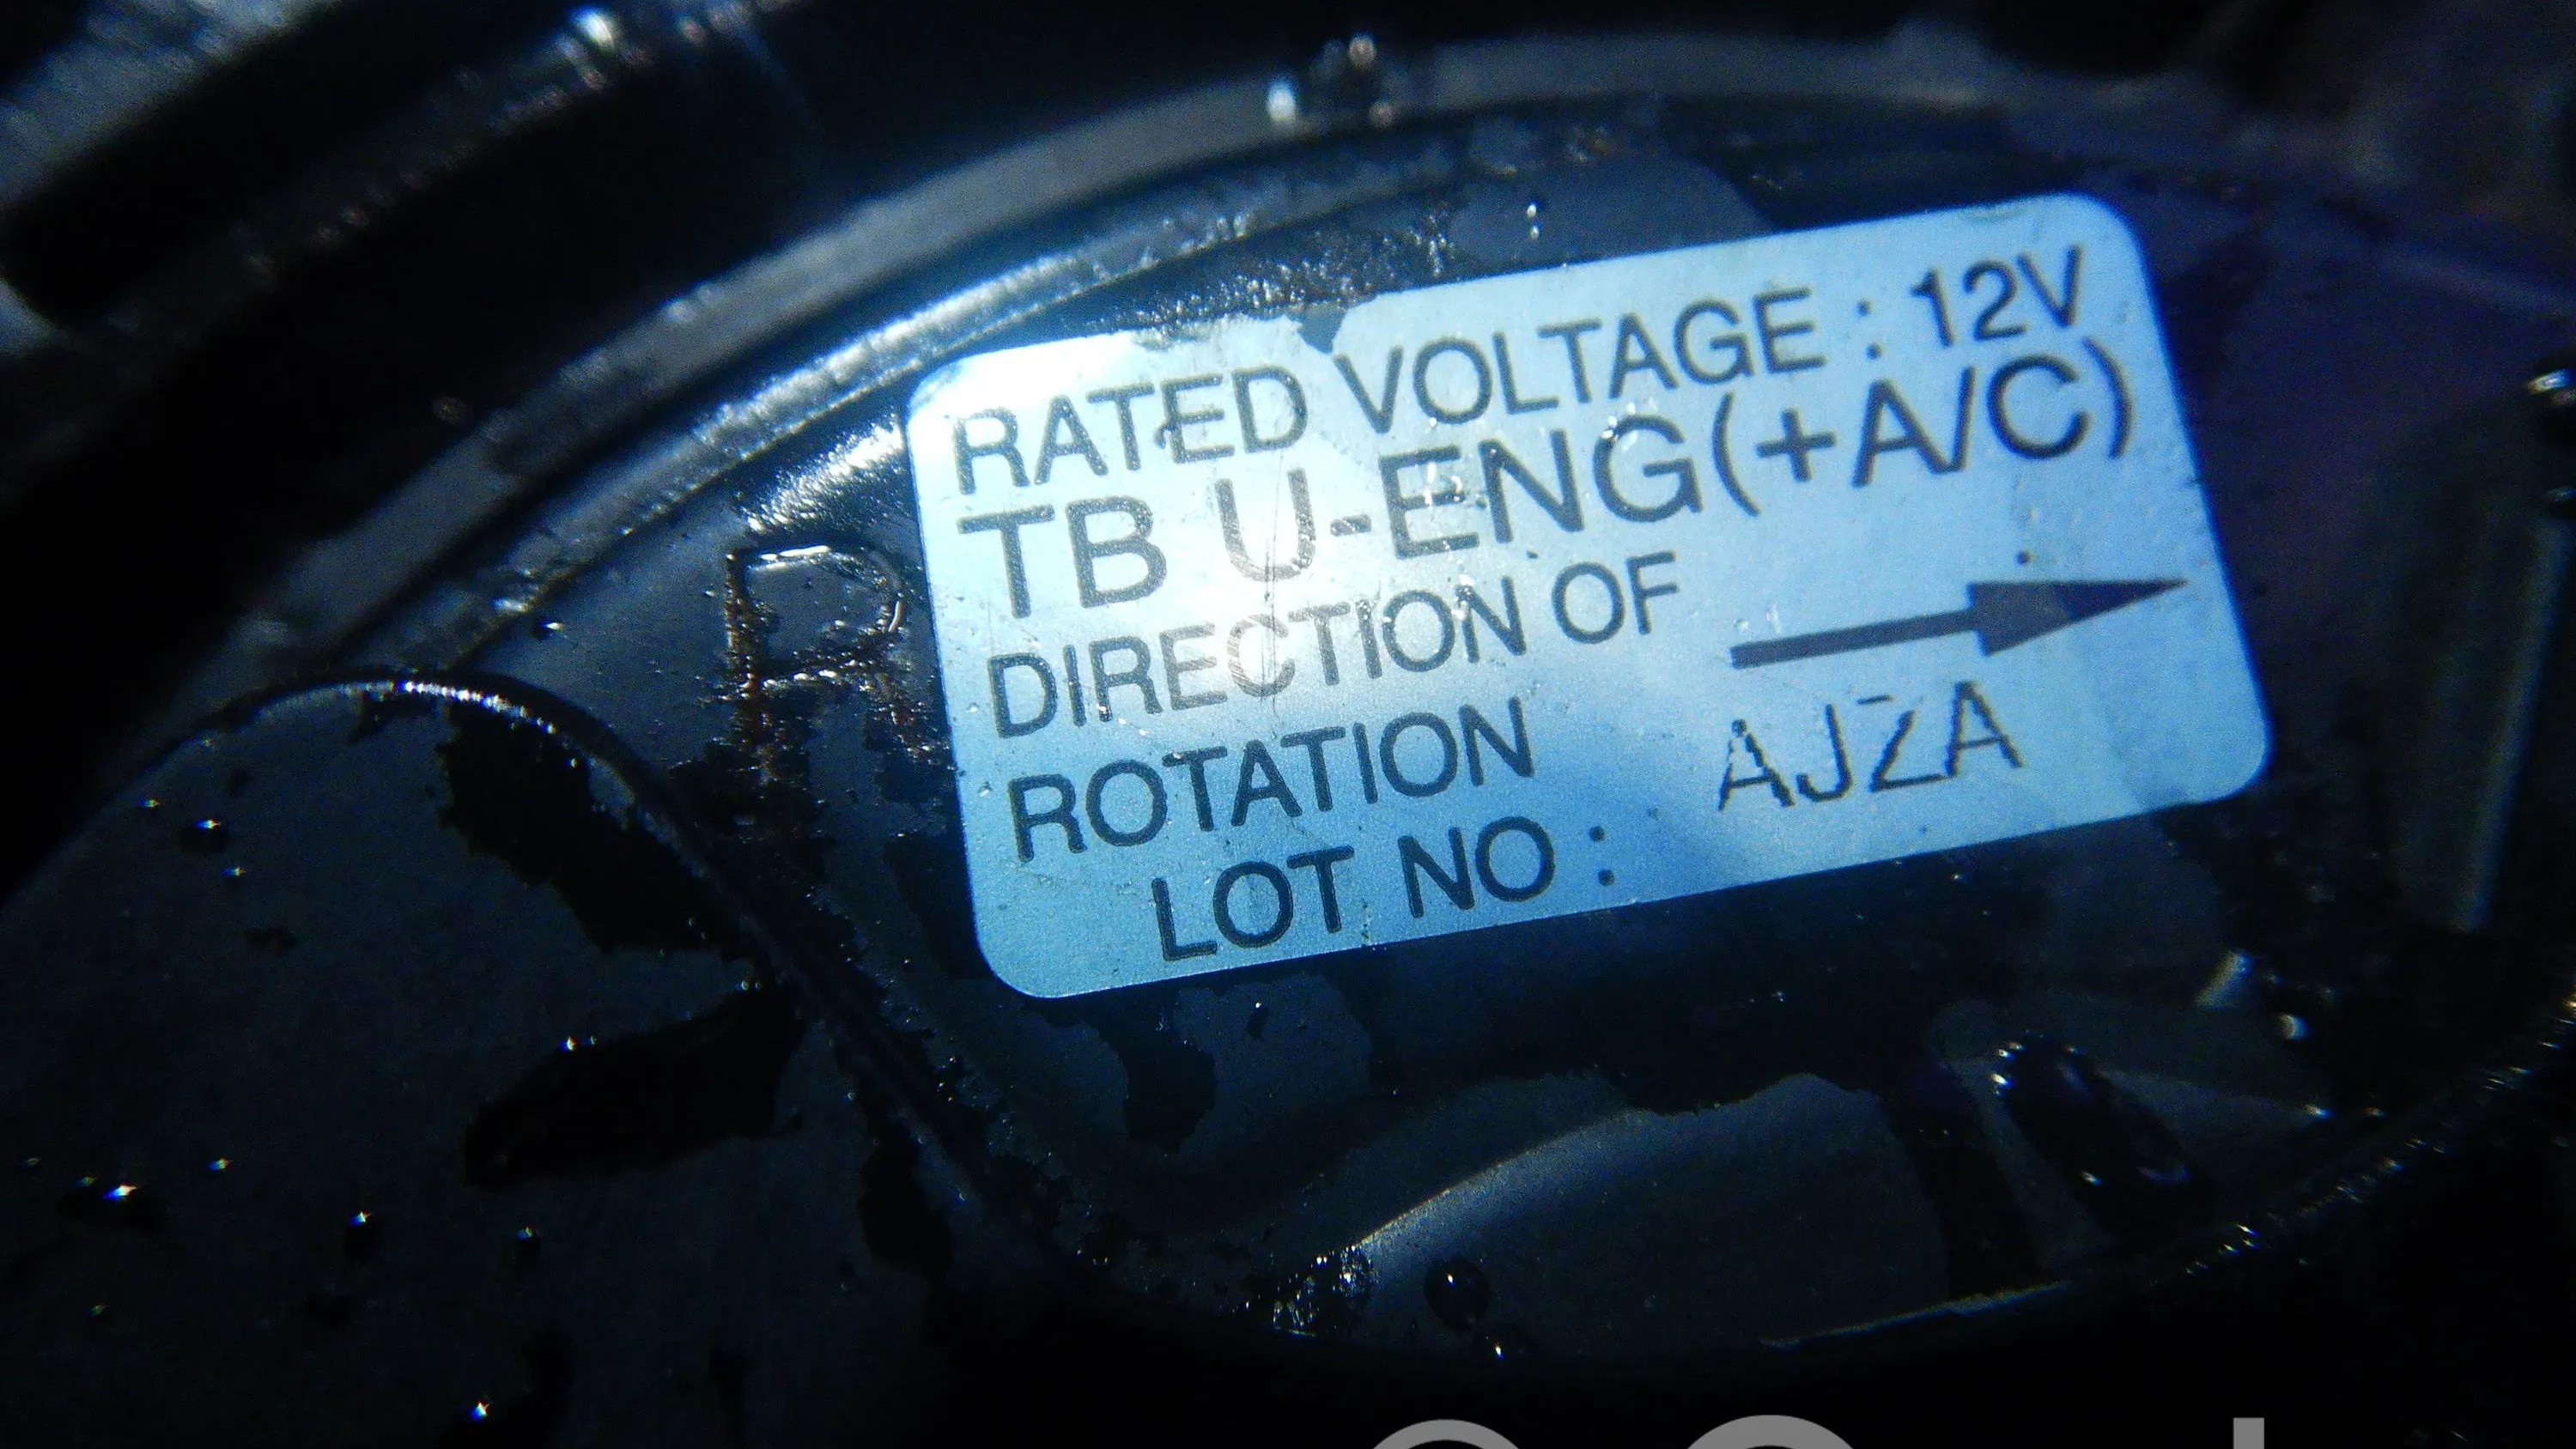 RATED VOLTAGE : 12V
TB U-ENG(+A/C)
DIRECTION OF
ROTATION
LOT NO : AJZA
R